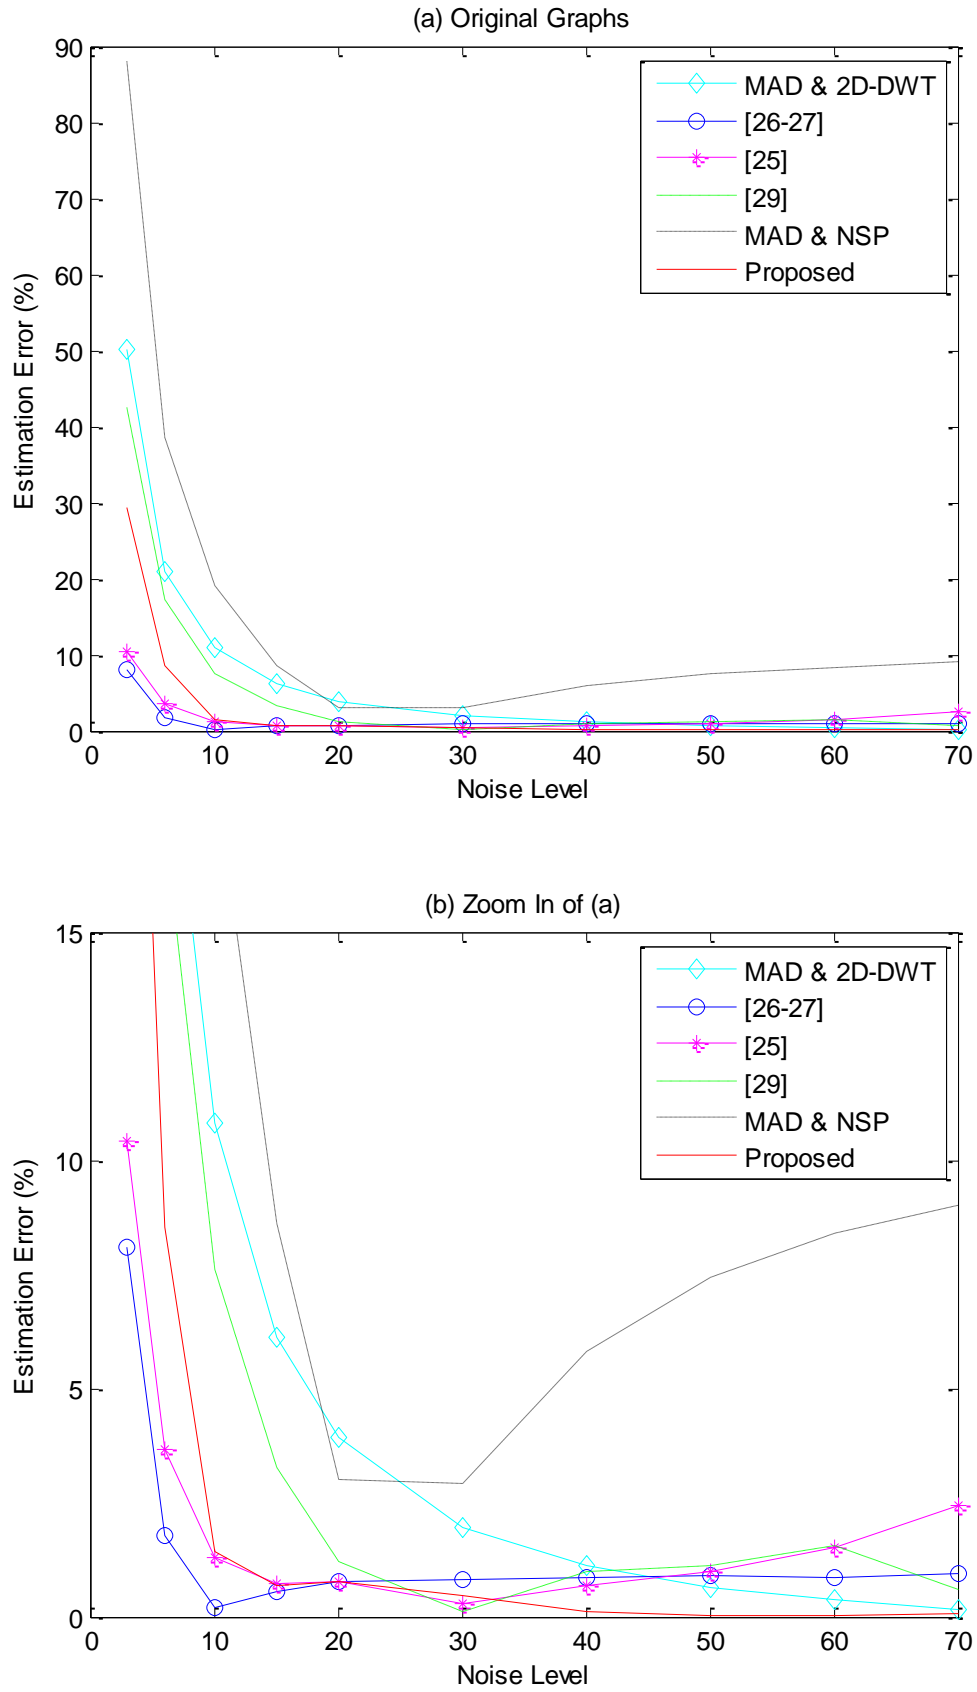 (a) Original Graphs
90
80
70
60
50
40
30
20
10
0
Estimation Error (%)
MAD & 2D-DWT
[26-27]
[25]
[29]
MAD & NSP
Proposed
0 10 20 30 40 50 60 70
Noise Level
(b) Zoom In of (a)
15
10
5
0
Estimation Error (%)
MAD & 2D-DWT
[26-27]
[25]
[29]
MAD & NSP
Proposed
0 10 20 30 40 50 60 70
Noise Level